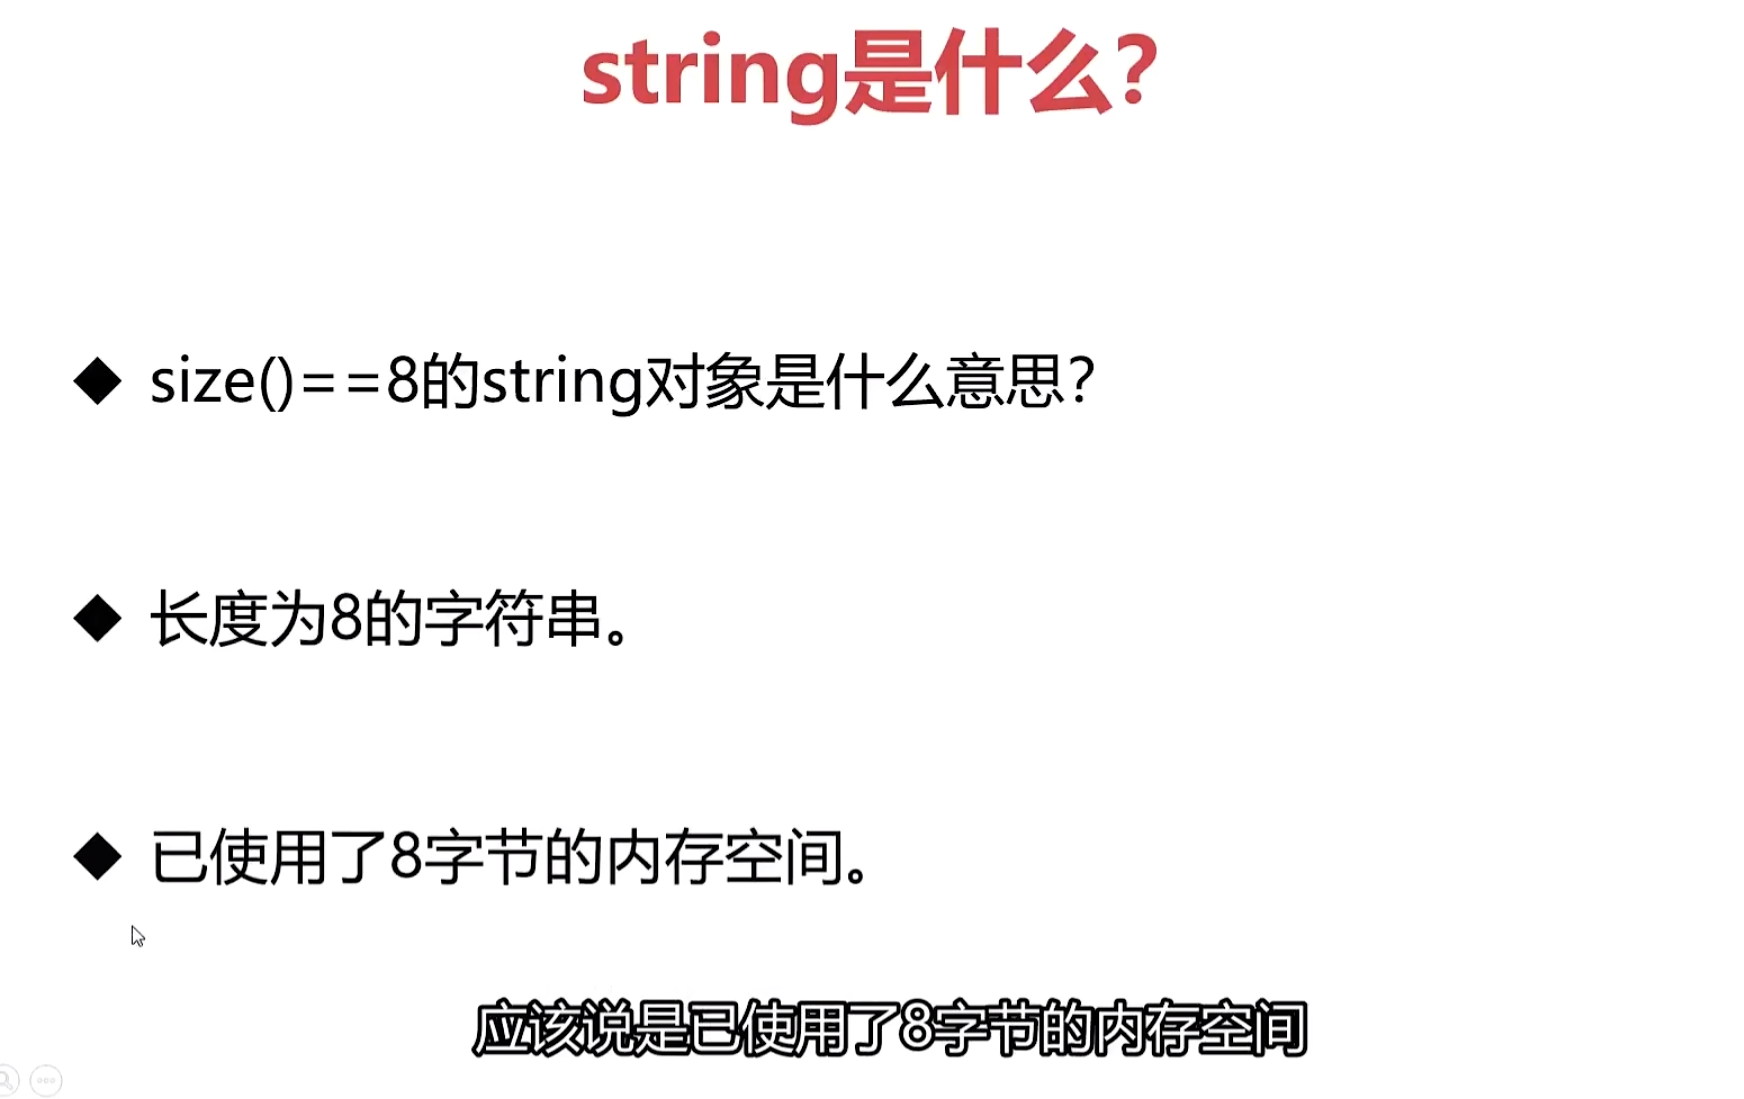 string是什么?
◆ size()==8的string对象是什么意思?
◆ 长度为8的字符串。
◆ 已使用了8字节的内存空间。
应该说是已使用了8字节的内存空间